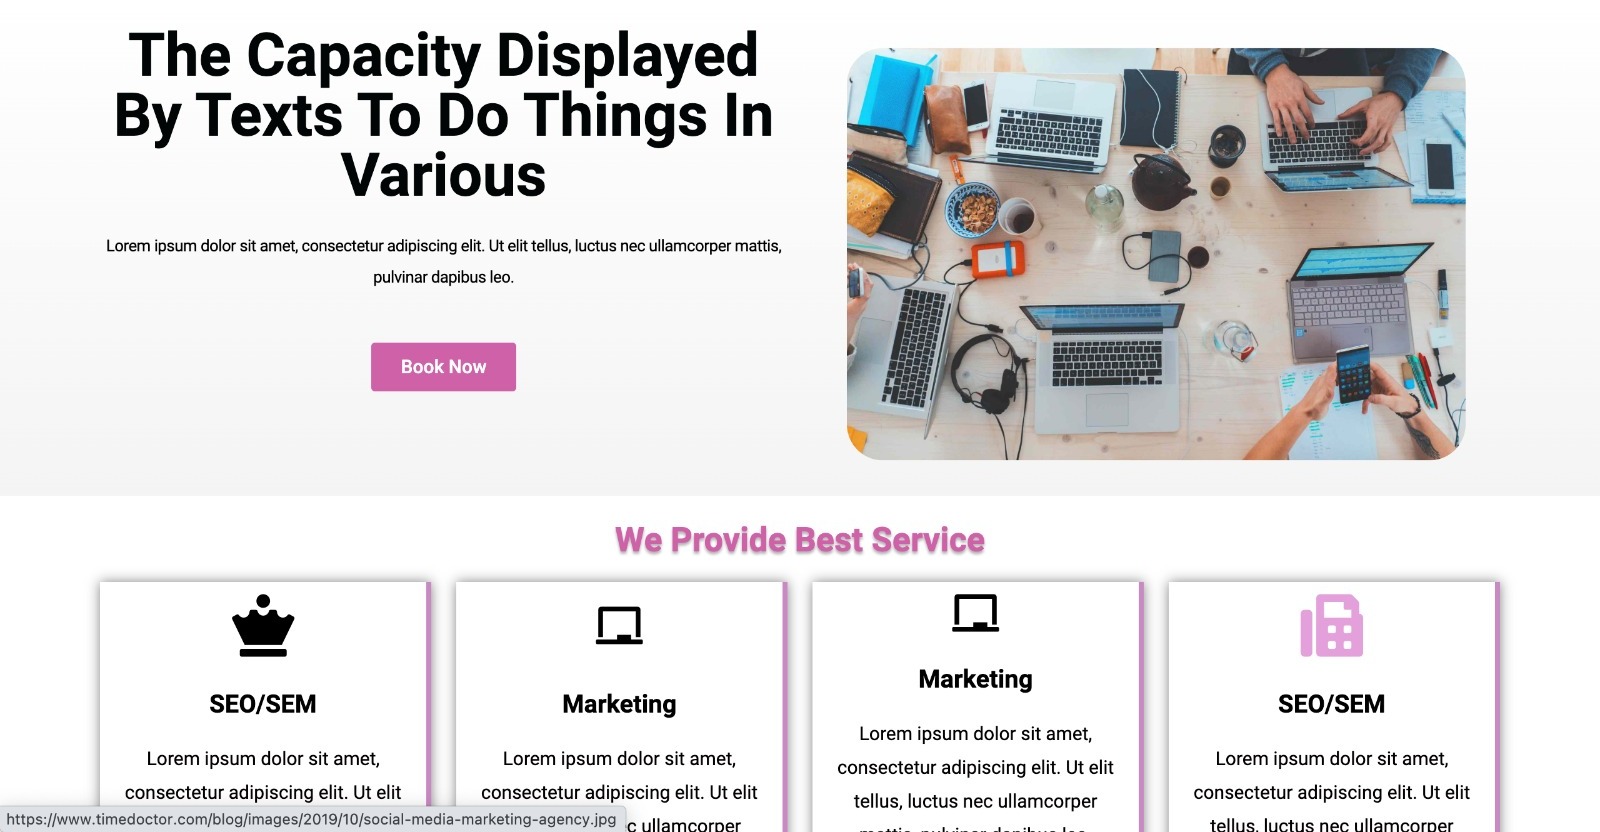 The Capacity Displayed
By Texts To Do Things In
Various
Lorem ipsum dolor sit amet, consectetur adipiscing elit. Ut elit tellus, luctus nec ullamcorper mattis,
pulvinar dapibus leo.
Book Now
We Provide Best Service
SEO/SEM
Lorem ipsum dolor sit amet,
consectetur adipiscing elit. Ut elit
Marketing
Lorem ipsum dolor sit amet,
consectetur adipiscing elit. Ut elit
ullamcorper
Marketing
Lorem ipsum dolor sit amet,
consectetur adipiscing elit. Ut elit
tellus, luctus nec ullamcorper
mattis, pulvinar dapibus leo.
SEO/SEM
Lorem ipsum dolor sit amet,
consectetur adipiscing elit. Ut elit
tellus, luctus nec ullamcorper
https://www.timedoctor.com/blog/images/2019/10/social-media-marketing-agency.jpg